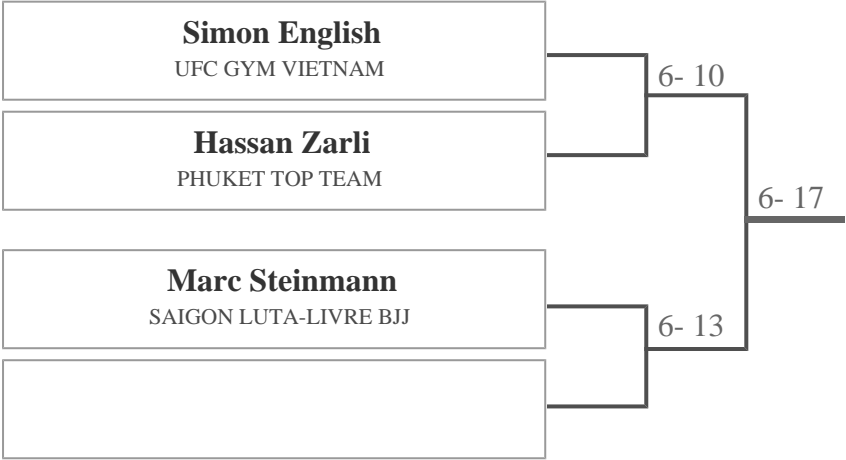 Simon English
UFC GYM VIETNAM
6- 10
Hassan Zarli
PHUKET TOP TEAM
6- 17
Marc Steinmann
SAIGON LUTA-LIVRE BJJ
6- 13